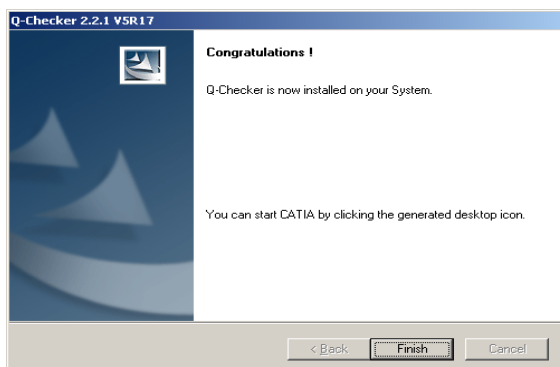 Q-Checker 2.2.1 V5R17
Congratulations !
Q-Checker is now installed on your System.
You can start CATIA by clicking the generated desktop icon.
< Back
Finish
Cancel